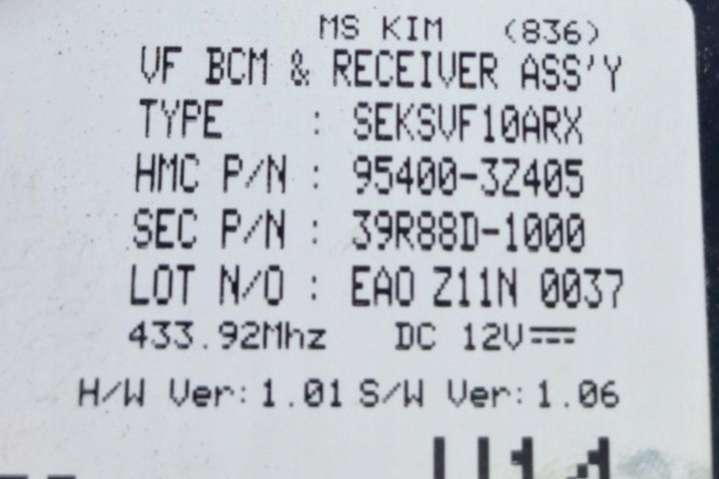 MS KIM (836)
VF BCM & RECEIVER ASS'Y
TYPE : SEKSVF10ARX
HMC P/N : 95400-3Z405
SEC P/N : 39R88D-1000
LOT N/O : EAO Z11N 0037
433.92Mhz DC 12V
H/W Ver: 1.01 S/W Ver: 1.06